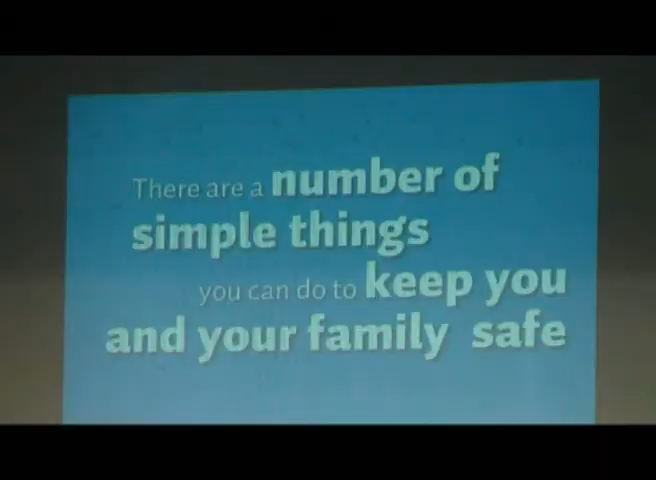 There are a number of
simple things
you can do to keep you
and your family safe